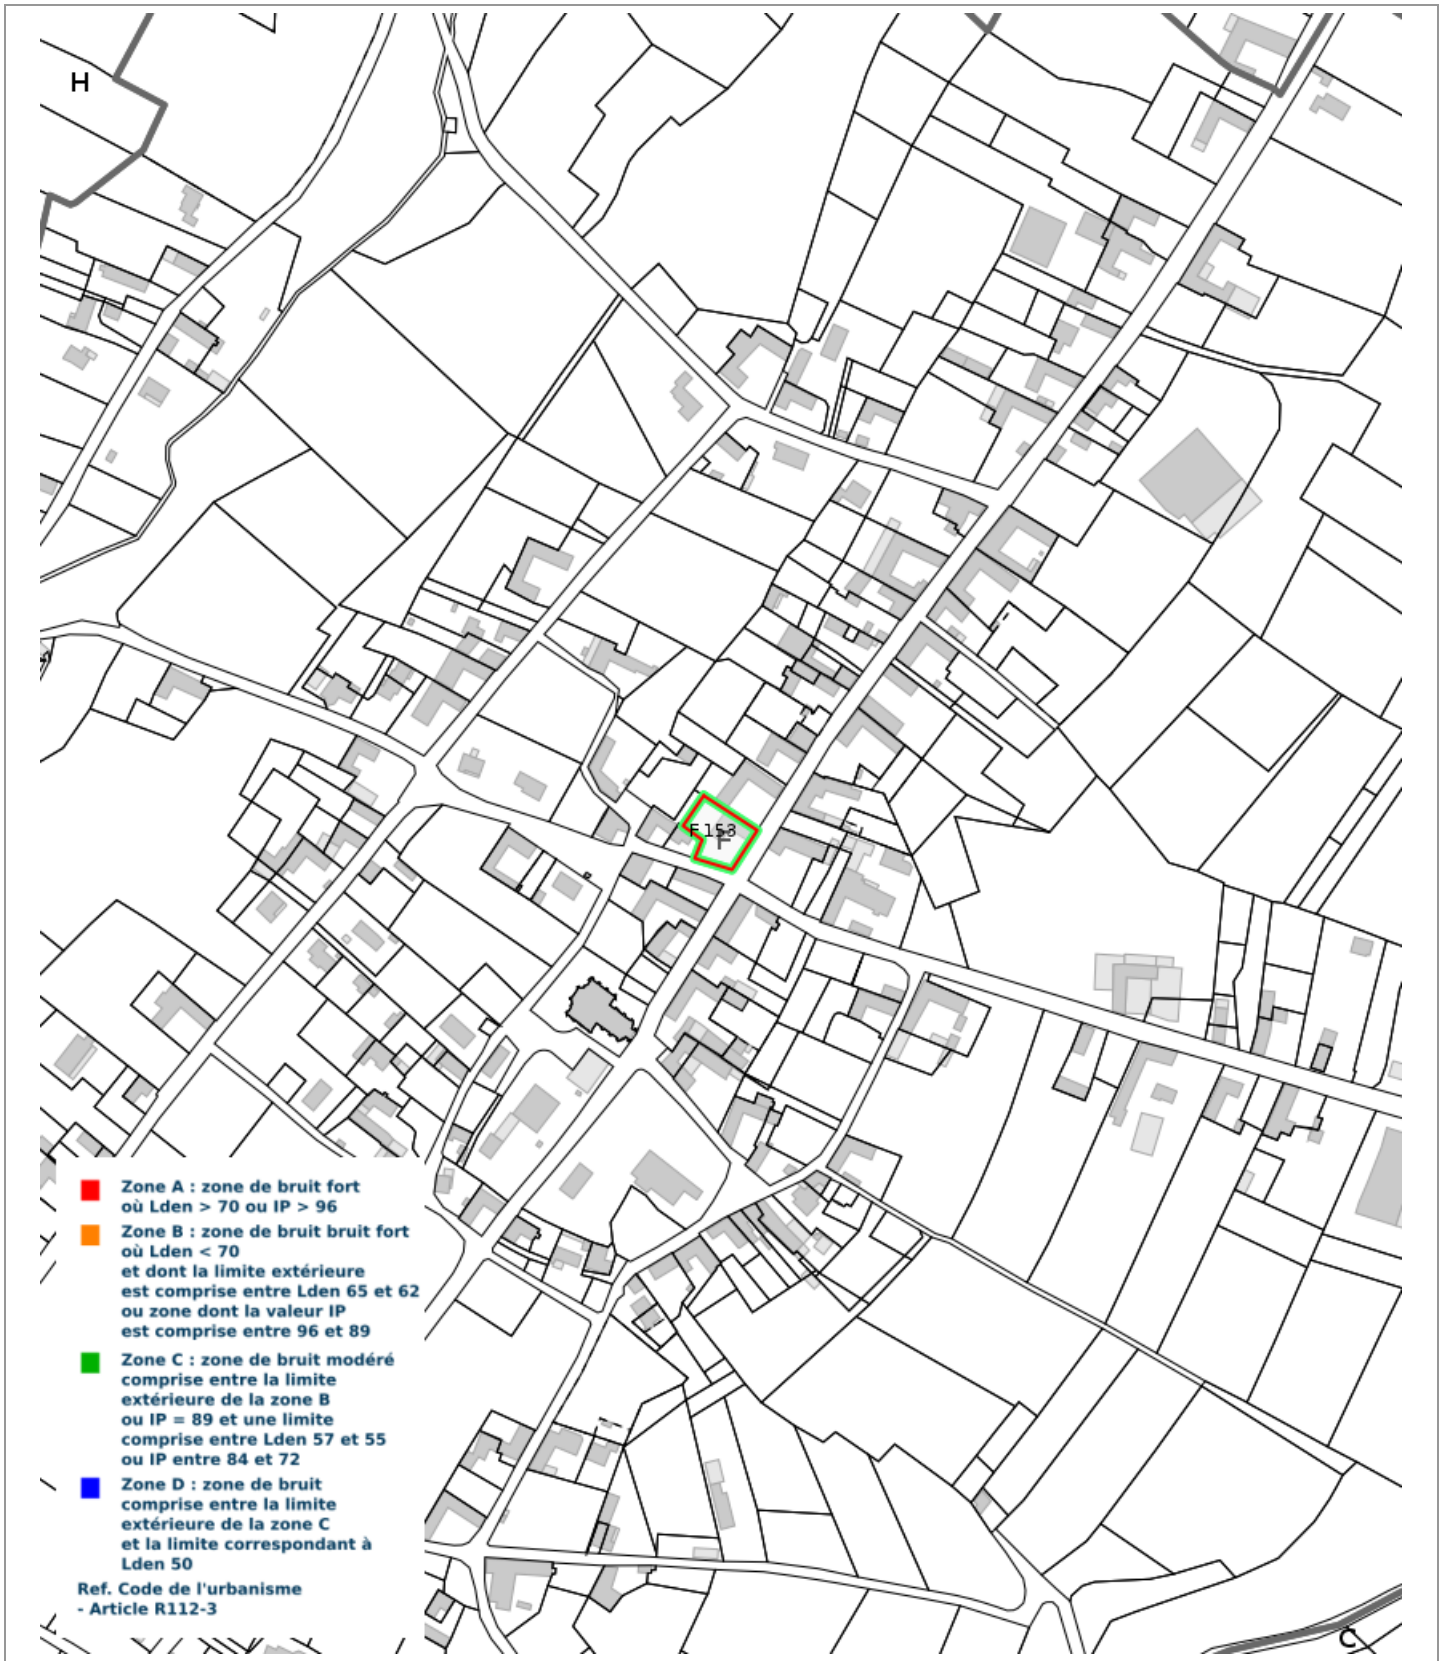 H
F 153
F
Zone A : zone de bruit fort
où Lden > 70 ou IP > 96
Zone B : zone de bruit bruit fort
où Lden < 70
et dont la limite extérieure
est comprise entre Lden 65 et 62
ou zone dont la valeur IP
est comprise entre 96 et 89
Zone C : zone de bruit modéré
comprise entre la limite
extérieure de la zone B
ou IP = 89 et une limite
comprise entre Lden 57 et 55
ou IP entre 84 et 72
Zone D : zone de bruit
comprise entre la limite
extérieure de la zone C
et la limite correspondant à
Lden 50
Ref. Code de l'urbanisme
- Article R112-3
C